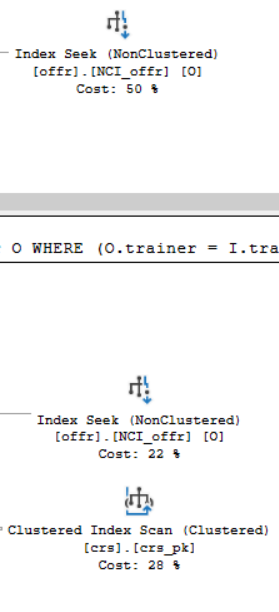 Index Seek (NonClustered)
[offr].[NCI_offr] [O]
Cost: 50 %
O WHERE (O.trainer = I.tra
Index Seek (NonClustered)
[offr].[NCI_offr] [O]
Cost: 22 %
Clustered Index Scan (Clustered)
[crs].[crs_pk]
Cost: 28 %